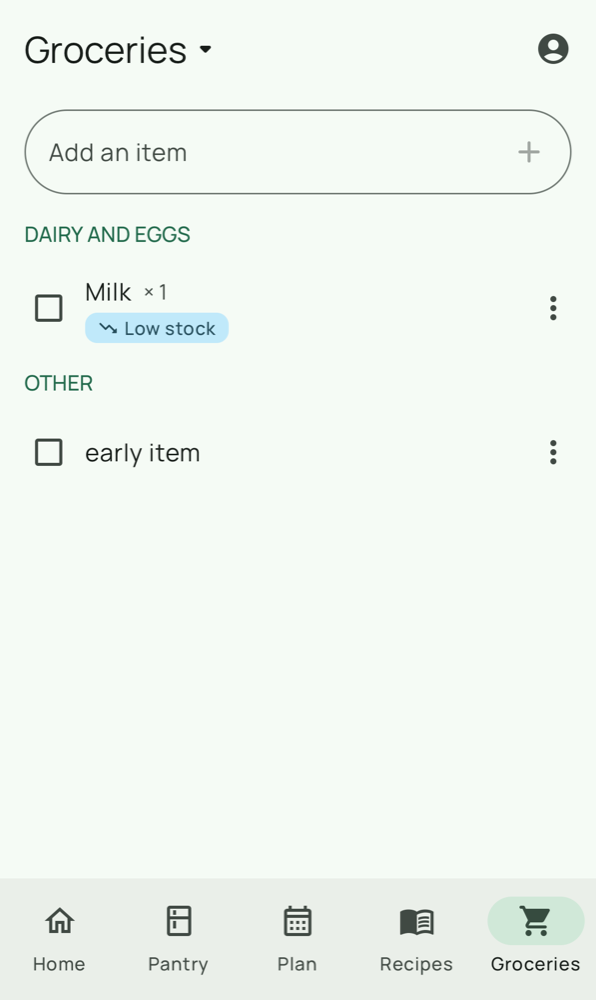 Groceries
Add an item
DAIRY AND EGGS
Milk × 1
Low stock
OTHER
early item
Home Pantry Plan Recipes Groceries